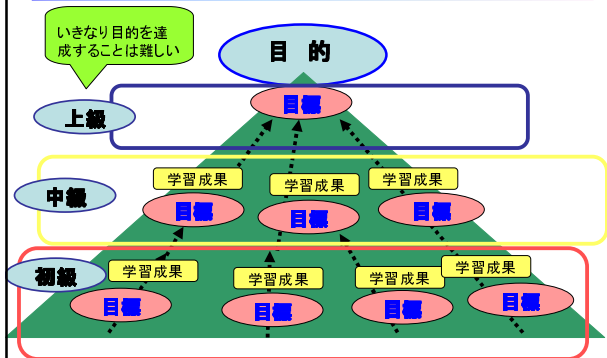 いきなり目的を達
成することは難しい
目 的
上級
目標
中級
学習成果
学習成果
学習成果
目標
目標
目標
初級
学習成果
学習成果
学習成果
学習成果
目標
目標
目標
目標